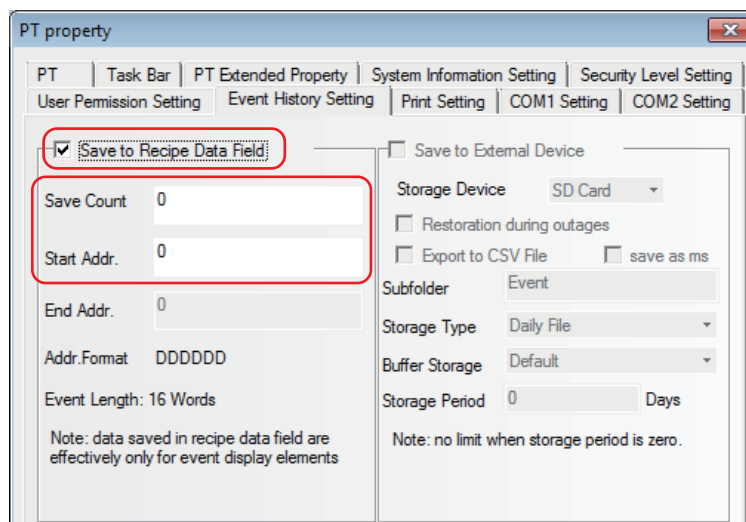 PT property
PT Task Bar PT Extended Property System Information Setting Security Level Setting
User Permission Setting Event History Setting Print Setting COM1 Setting COM2 Setting
Save to Recipe Data Field
Save Count 0
Start Addr. 0
End Addr. 0
Addr.Format DDDDDD
Event Length: 16 Words
Note: data saved in recipe data field are
effectively only for event display elements
Save to External Device
Storage Device SD Card
Restoration during outages
Export to CSV File save as ms
Subfolder Event
Storage Type Daily File
Buffer Storage Default
Storage Period 0 Days
Note: no limit when storage period is zero.